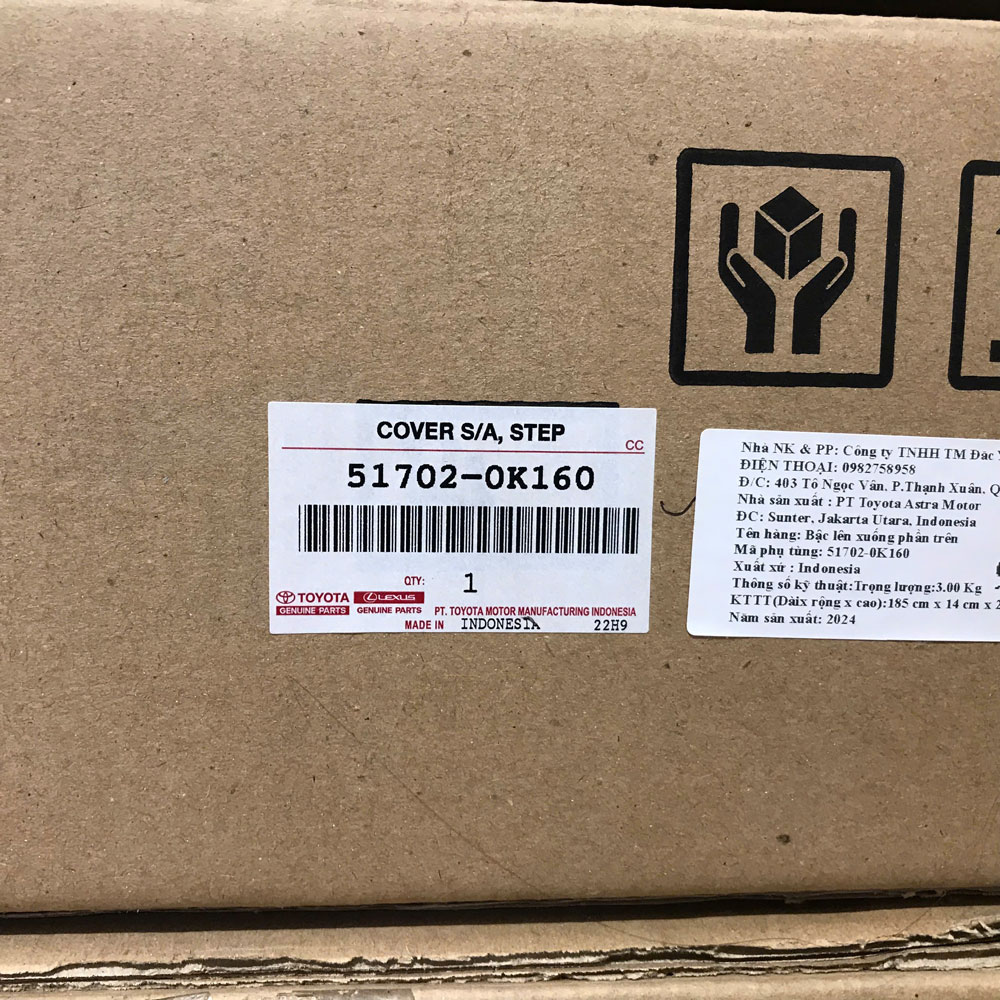 COVER S/A, STEP
CC
51702-0K160
QTY: 1
TOYOTA LEXUS
GENUINE PARTS GENUINE PARTS PT. TOYOTA MOTOR MANUFACTURING INDONESIA
MADE IN INDONESIA 22H9
Nhà NK & PP: Công ty TNHH TM Đăc
ĐIỆN THOẠI: 0982758958
Đ/C: 403 Tô Ngọc Vân. P.Thạnh Xuân. Q
Nhà sản xuất : PT Toyota Astra Motor
ĐC: Sunter, Jakarta Utara, Indonesia
Tên hàng: Bậc lên xuống phần trên
Mã phụ tùng: 51702-0K160
Xuất xứ : Indonesia
Thông số kỹ thuật:Trọng lượng:3.00 Kg
KTTT(Dàix rộng x cao):185 cm x 14 cm x 2
Năm sản xuất: 2024